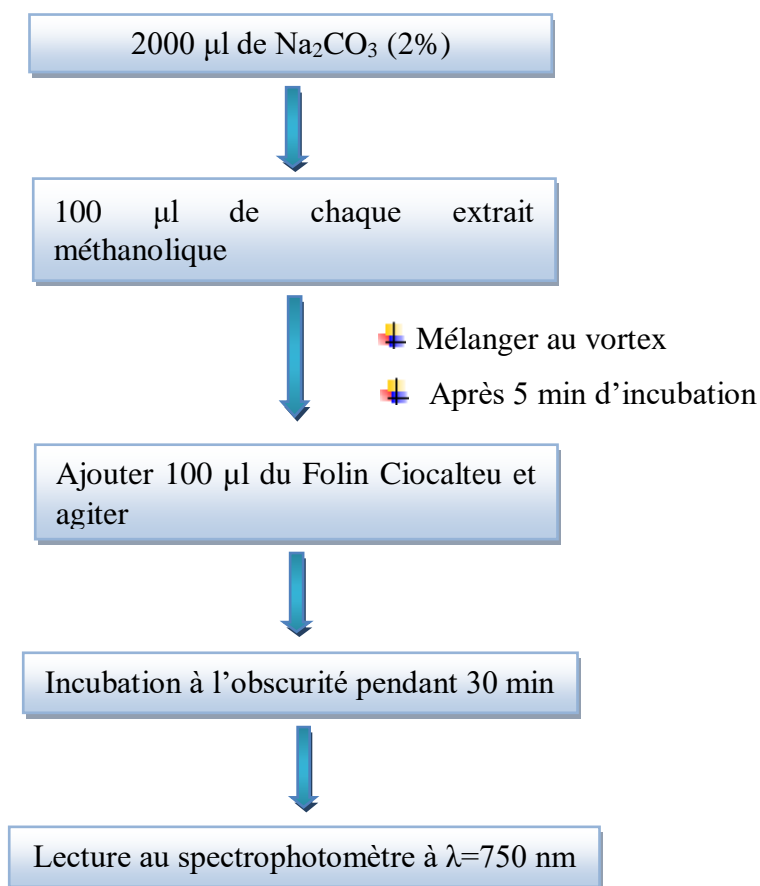 2000 µl de Na₂CO₃ (2%)
100 µl de chaque extrait
méthanolique
Mélanger au vortex
Après 5 min d’incubation
Ajouter 100 µl du Folin Ciocalteu et
agiter
Incubation à l’obscurité pendant 30 min
Lecture au spectrophotomètre à λ=750 nm